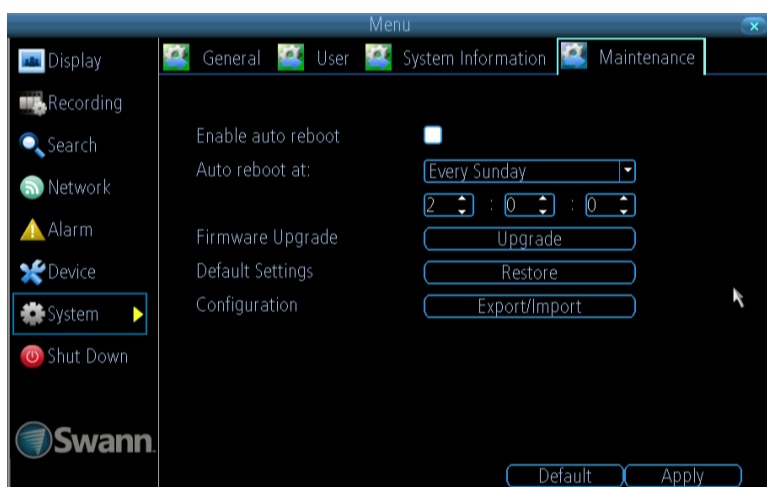 Menu
Display
Recording
Search
Network
Alarm
Device
System
Shut Down
Swann
General User System Information Maintenance
Enable auto reboot
Auto reboot at: Every Sunday
2 : 0 : 0
Firmware Upgrade Upgrade
Default Settings Restore
Configuration Export/Import
Default Apply